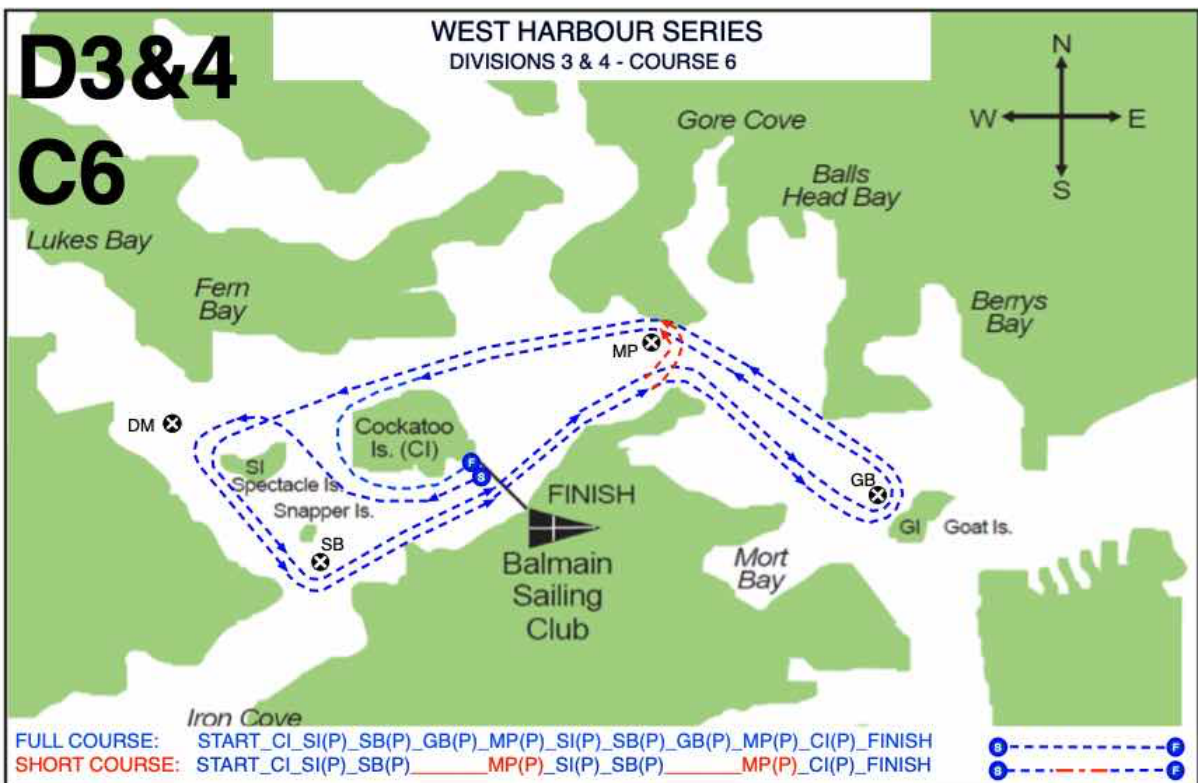 D3&4
C6
WEST HARBOUR SERIES
DIVISIONS 3 & 4 - COURSE 6
N
W
E
S
Gore Cove
Balls
Head Bay
Lukes Bay
Fern
Bay
Berrys
Bay
MP
DM
Cockatoo
Is. (CI)
SI
Spectacle Is.
F
S
Snapper Is.
SB
FINISH
GB
GI
Goat Is.
Balmain
Sailing
Club
Mort
Bay
Iron Cove
FULL COURSE: START_CI_SI(P)_SB(P)_GB(P)_MP(P)_SI(P)_SB(P)_GB(P)_MP(P)_CI(P)_FINISH
S F
SHORT COURSE: START_CI_SI(P)_SB(P)_______MP(P)_SI(P)_SB(P)_______MP(P)_CI(P)_FINISH
S F